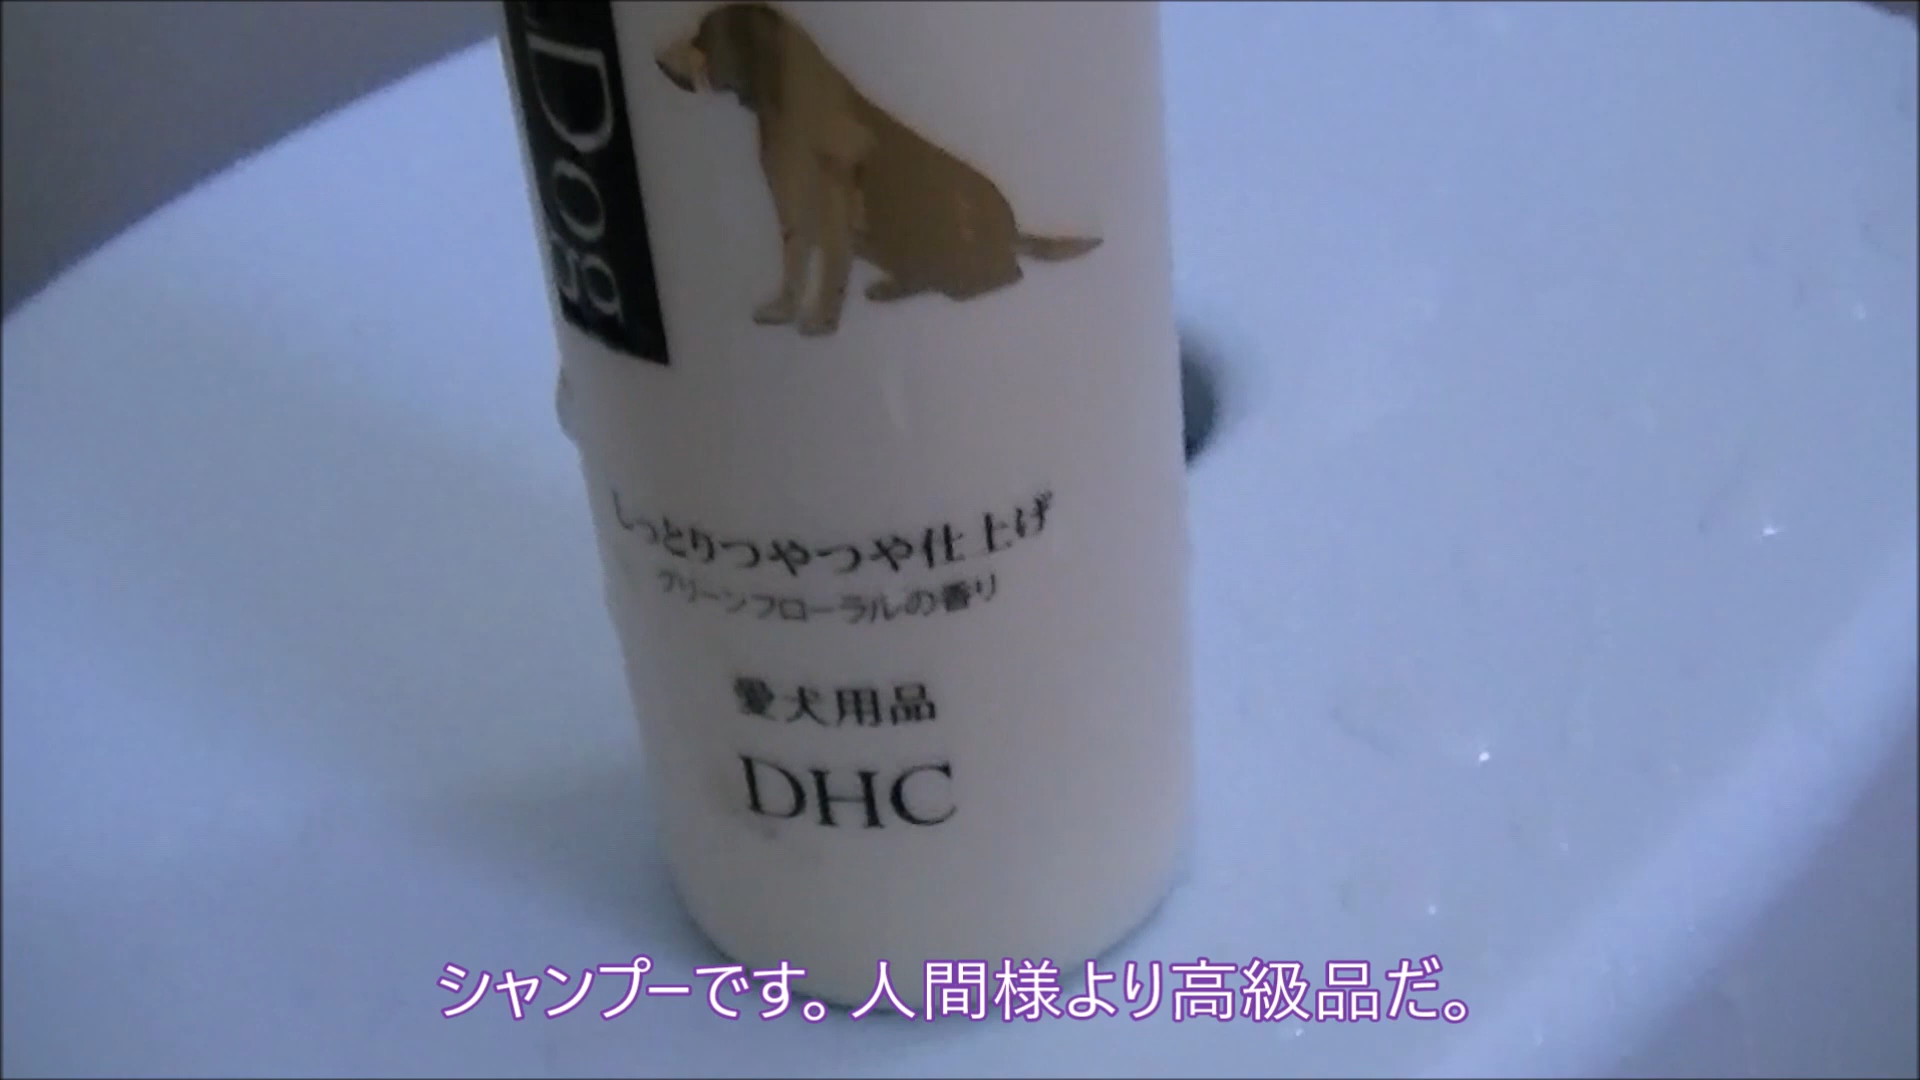 Dog
しっとりつやつや仕上げ
グリーンフローラルの香り
愛犬用品
DHC
シャンプーです。人間様より高級品だ。